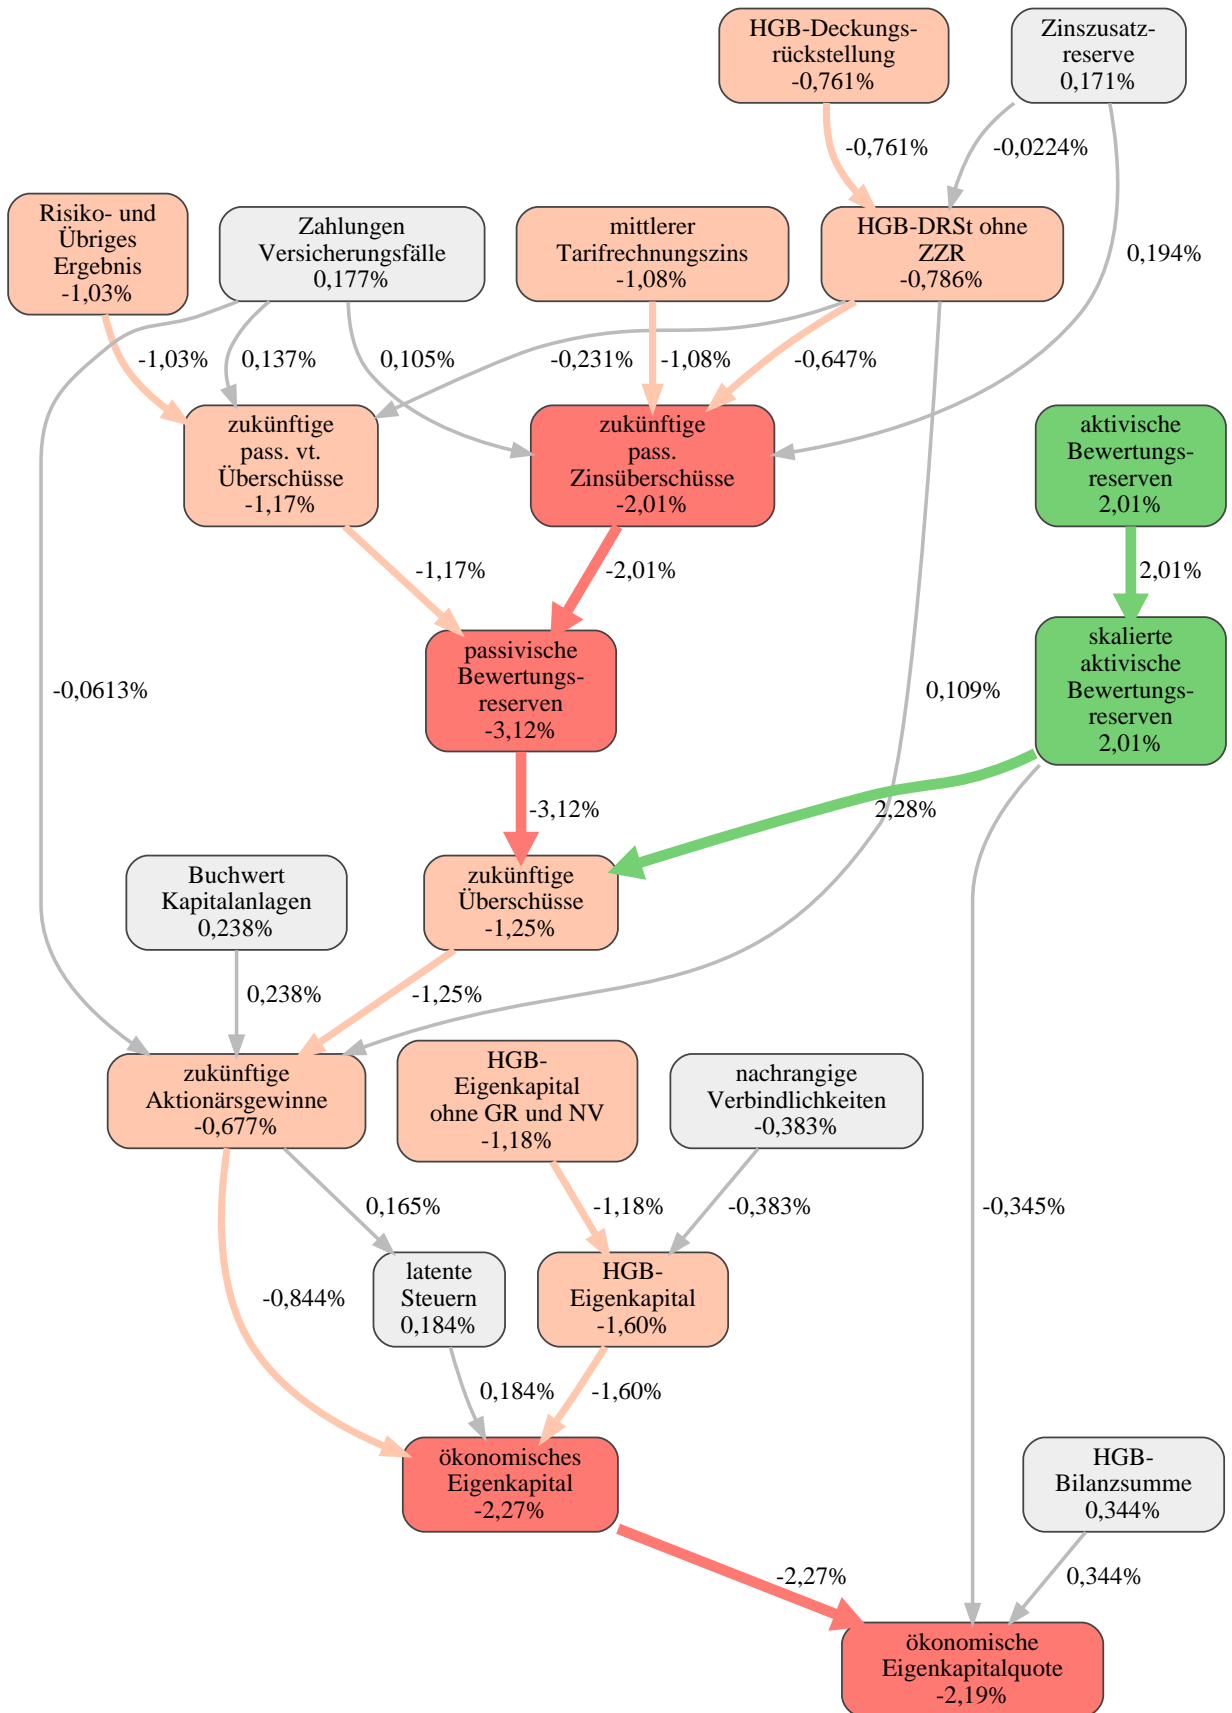 HGB-Deckungs-
rückstellung
-0,761%
Zinszusatz-
reserve
0,171%
-0,761%
-0,0224%
Risiko- und
Übriges
Ergebnis
-1,03%
Zahlungen
Versicherungsfälle
0,177%
mittlerer
Tarifrechnungszins
-1,08%
HGB-DRSt ohne
ZZR
-0,786%
0,194%
-1,03%
0,137%
0,105%
-0,231%
-1,08%
-0,647%
zukünftige
pass. vt.
Überschüsse
-1,17%
zukünftige
pass.
Zinsüberschüsse
-2,01%
aktivische
Bewertungs-
reserven
2,01%
-1,17%
-2,01%
2,01%
passivische
Bewertungs-
reserven
-3,12%
skalierte
aktivische
Bewertungs-
reserven
2,01%
-0,0613%
0,109%
-3,12%
2,28%
Buchwert
Kapitalanlagen
0,238%
zukünftige
Überschüsse
-1,25%
0,238%
-1,25%
zukünftige
Aktionärsgewinne
-0,677%
HGB-
Eigenkapital
ohne GR und NV
-1,18%
nachrangige
Verbindlichkeiten
-0,383%
0,165%
-1,18%
-0,383%
-0,345%
-0,844%
latente
Steuern
0,184%
HGB-
Eigenkapital
-1,60%
0,184%
-1,60%
ökonomisches
Eigenkapital
-2,27%
HGB-
Bilanzsumme
0,344%
-2,27%
0,344%
ökonomische
Eigenkapitalquote
-2,19%